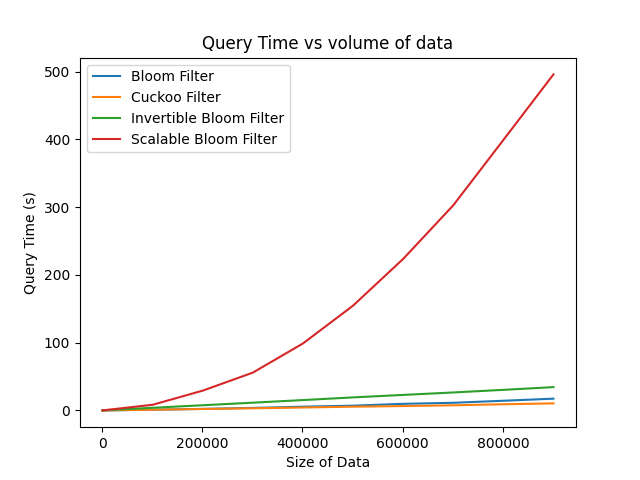 Query Time vs volume of data
Bloom Filter
Cuckoo Filter
Invertible Bloom Filter
Scalable Bloom Filter
Query Time (s)
500
400
300
200
100
0
0 200000 400000 600000 800000
Size of Data